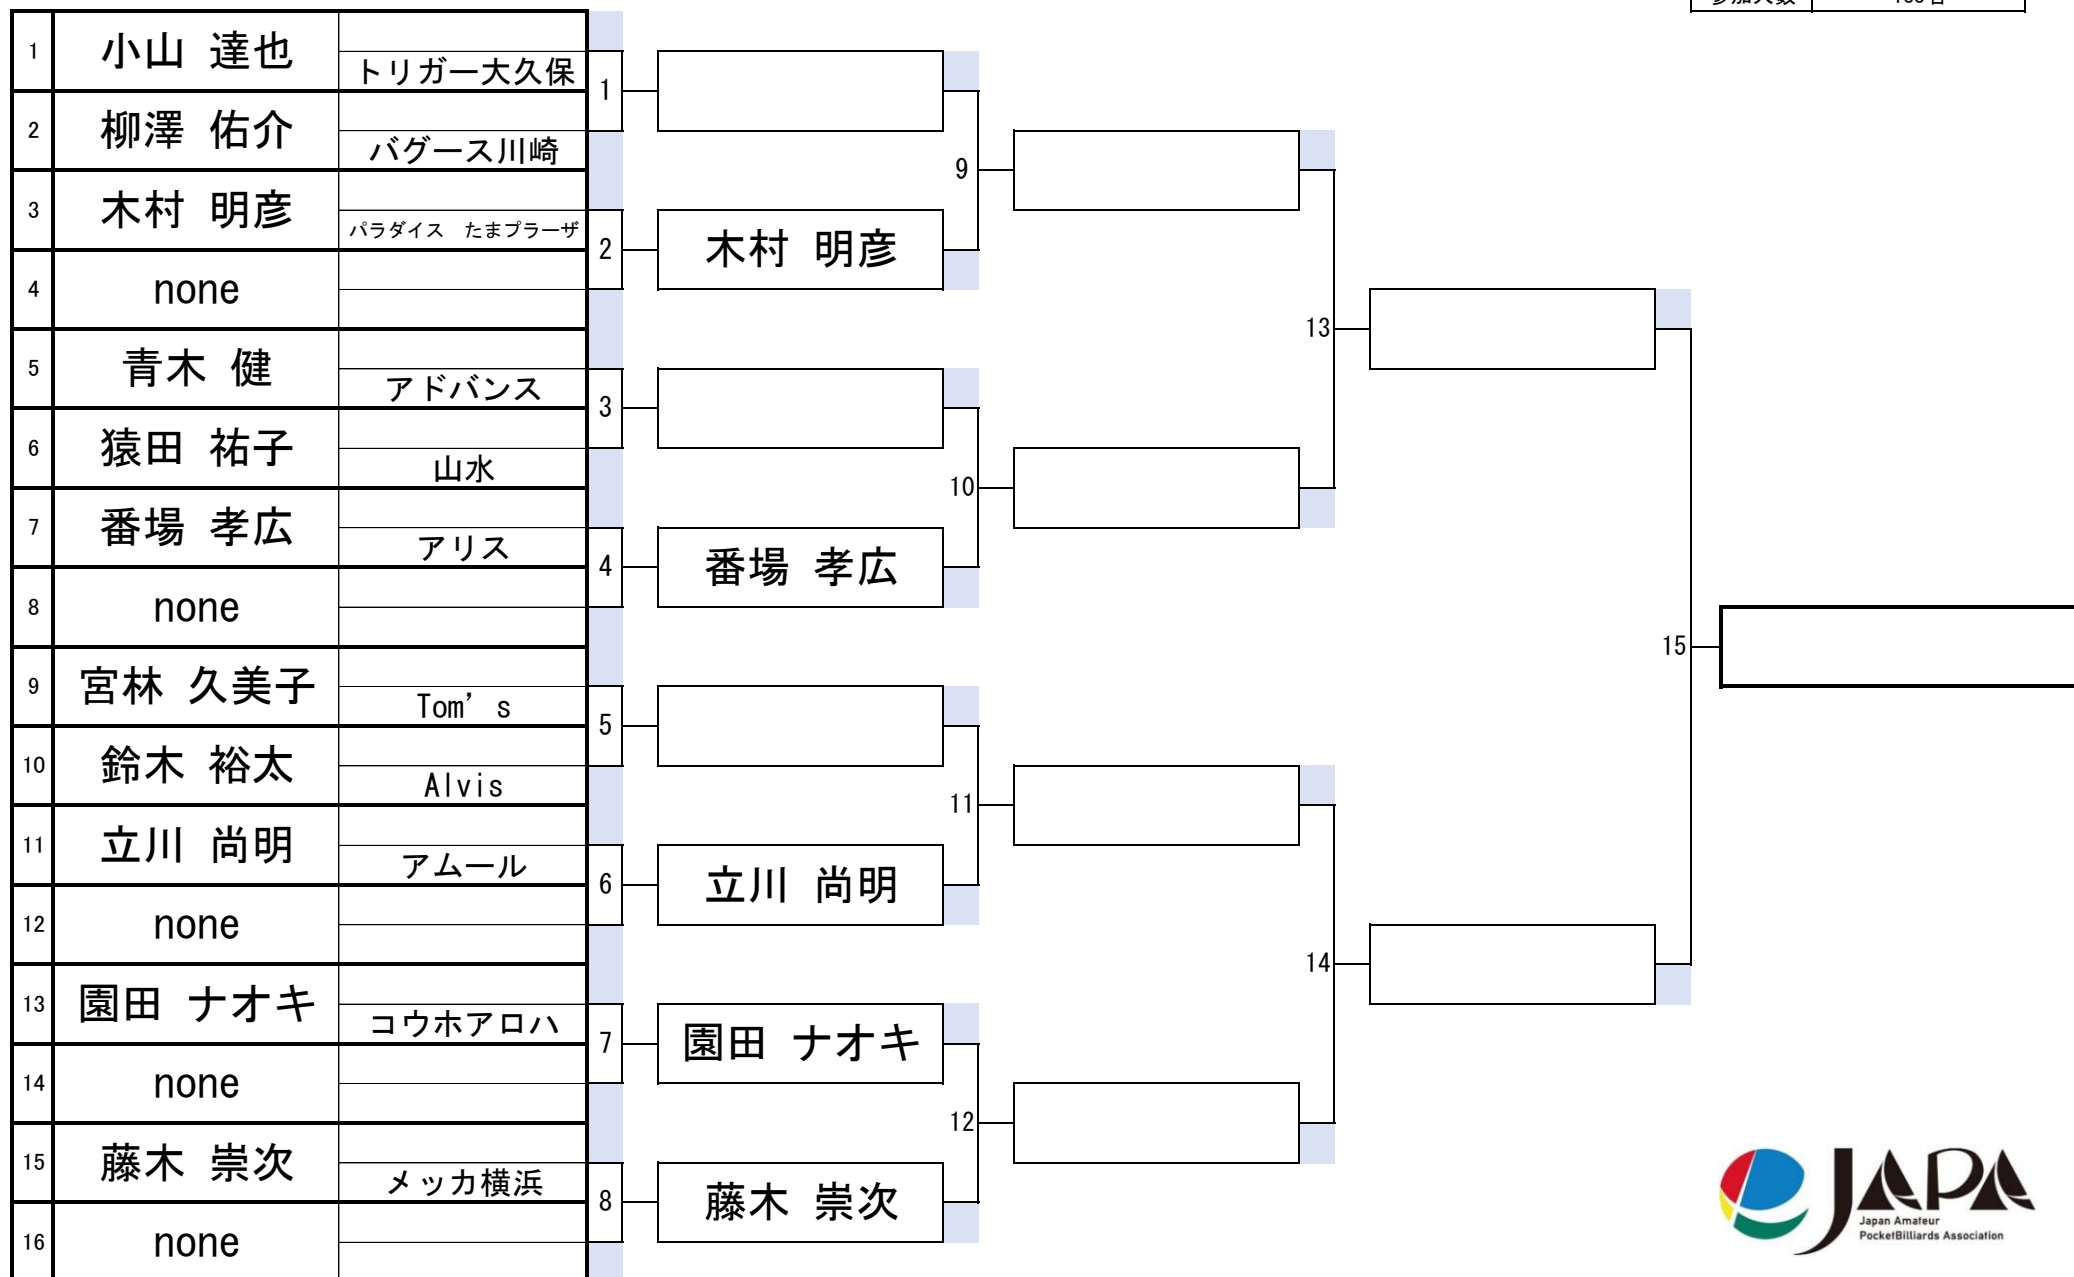 1 小山 達也 トリガー大久保
2 柳澤 佑介 バグース川崎
3 木村 明彦 パラダイス たまプラーザ
4 none
5 青木 健 アドバンス
6 猿田 祐子 山水
7 番場 孝広 アリス
8 none
9 宮林 久美子 Tom’s
10 鈴木 裕太 Alvis
11 立川 尚明 アムール
12 none
13 園田 ナオキ コウホアロハ
14 none
15 藤木 崇次 メッカ横浜
16 none
1
2 木村 明彦
3
4 番場 孝広
5
6 立川 尚明
7 園田 ナオキ
8 藤木 崇次
9
10
11
12
13
14
15
JAPA
Japan Amateur
PocketBilliards Association